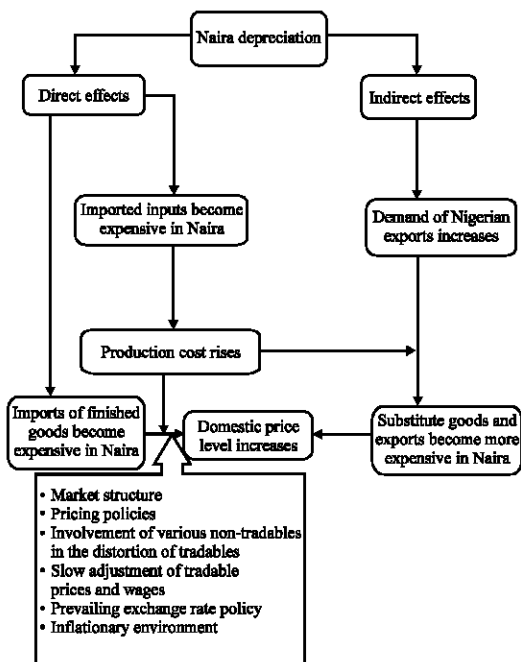 Naira depreciation
Direct effects
Indirect effects
Imported inputs become
expensive in Naira
Demand of Nigerian
exports increases
Production cost rises
Imports of finished
goods become
expensive in Naira
Domestic price
level increases
Substitute goods and
exports become more
expensive in Naira
• Market structure
• Pricing policies
• Involvement of various non-tradables
in the distortion of tradables
• Slow adjustment of tradable
prices and wages
• Prevailing exchange rate policy
• Inflationary environment